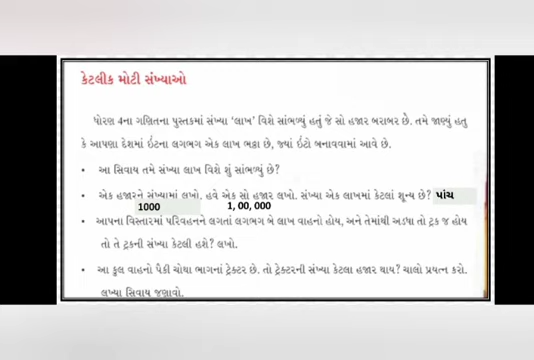 કેટલીક મોટી સંખ્યાઓ
ધોરણ 4ના ગણિતના પુસ્તકમાં સંખ્યા ‘લાખ’ વિશે સાંભળ્યું હતું જે સો હજાર બરાબર છે. તમે જાણ્યું હતું
કે આપણા દેશમાં ઈંટના લગભગ એક લાખ ભઠ્ઠા છે, જ્યાં ઈંટો બનાવવામાં આવે છે.
• આ સિવાય તમે સંખ્યા લાખ વિશે શું સાંભળ્યું છે?
• એક હજારને સંખ્યામાં લખો. હવે એક સો હજાર લખો. સંખ્યા એક લાખમાં કેટલાં શૂન્ય છે? પાંચ
1000 1, 00, 000
• આપના વિસ્તારમાં પરિવહનને લગતાં લગભગ બે લાખ વાહનો હોય, અને તેમાંથી અડધા તો ટ્રક જ હોય
તો તે ટ્રકની સંખ્યા કેટલી હશે? લખો.
• આ કુલ વાહનો પૈકી ચોથા ભાગનાં ટ્રેક્ટર છે. તો ટ્રેક્ટરની સંખ્યા કેટલા હજાર થાય? ચાલો પ્રયત્ન કરો.
લખ્યા સિવાય જણાવો.